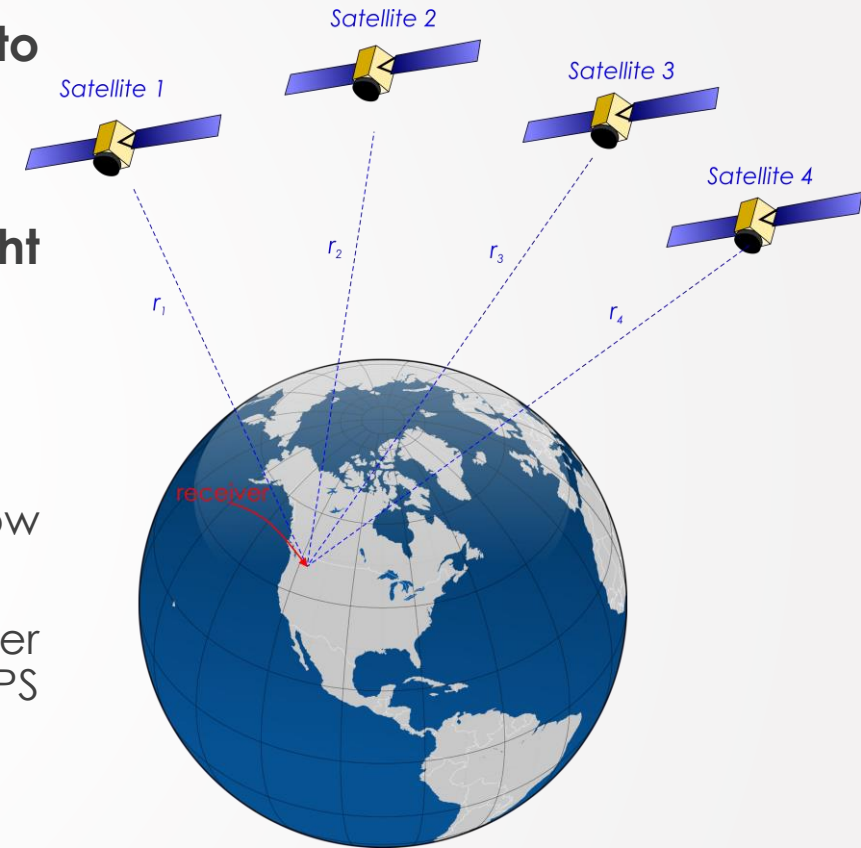 to
ht
ow
er
PS
Satellite 1
Satellite 2
Satellite 3
Satellite 4
r₁
r₂
r₃
r₄
receiver